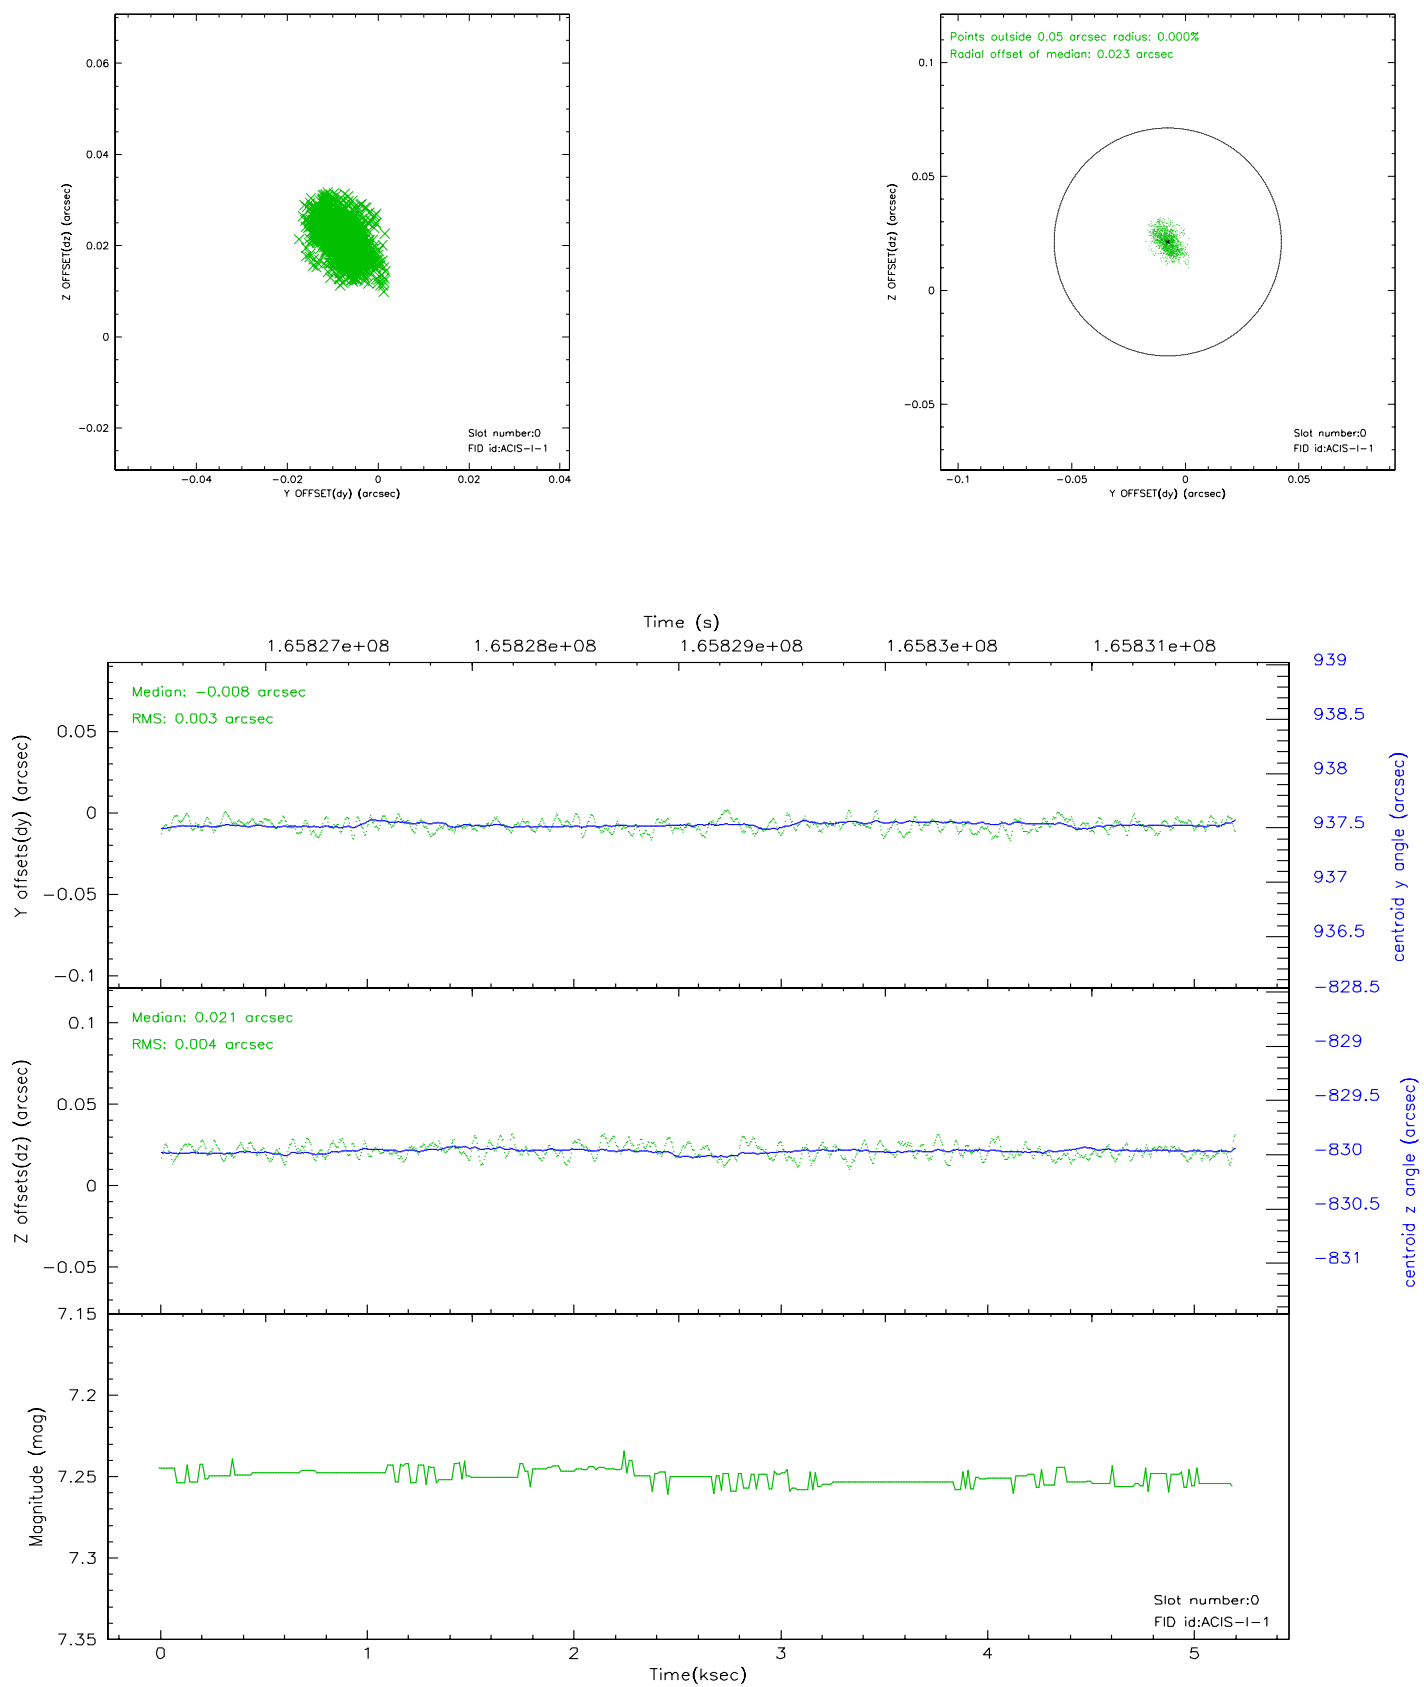 0.06
0.04
0.02
0
−0.02
Z OFFSET(dz) (arcsec)
Slot number:0
FID id:ACIS−I−1
−0.04 −0.02 0 0.02 0.04
Y OFFSET(dy) (arcsec)
Points outside 0.05 arcsec radius: 0.000%
Radial offset of median: 0.023 arcsec
0.1
0.05
0
−0.05
Z OFFSET(dz) (arcsec)
Slot number:0
FID id:ACIS−I−1
−0.1 −0.05 0 0.05
Y OFFSET(dy) (arcsec)
Time (s)
1.65827e+08 1.65828e+08 1.65829e+08 1.6583e+08 1.65831e+08
Median: −0.008 arcsec
RMS: 0.003 arcsec
0.05
0
−0.05
−0.1
Y offsets(dy) (arcsec)
939
938.5
938
937.5
937
936.5
centroid y angle (arcsec)
Median: 0.021 arcsec
RMS: 0.004 arcsec
0.1
0.05
0
−0.05
Z offsets(dz) (arcsec)
−828.5
−829
−829.5
−830
−830.5
−831
centroid z angle (arcsec)
7.15
7.2
7.25
7.3
7.35
Magnitude (mag)
Slot number:0
FID id:ACIS−I−1
0 1 2 3 4 5
Time(ksec)